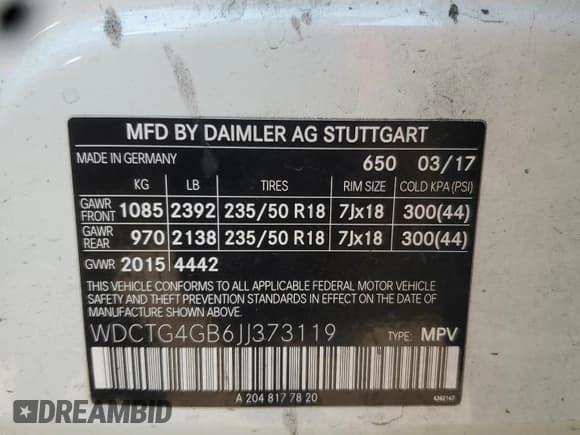 MFD BY DAIMLER AG STUTTGART
MADE IN GERMANY 650 03/17
KG LB TIRES RIM SIZE COLD KPA (PSI)
GAWR FRONT 1085 2392 235/50 R18 7Jx18 300(44)
GAWR REAR 970 2138 235/50 R18 7Jx18 300(44)
GVWR 2015 4442
THIS VEHICLE CONFORMS TO ALL APPLICABLE FEDERAL MOTOR VEHICLE
SAFETY AND THEFT PREVENTION STANDARDS IN EFFECT ON THE DATE
OF MANUFACTURE SHOWN ABOVE.
WDCTG4GB6JJ373119 TYPE: MPV
A 204 817 78 20
DREAMBID